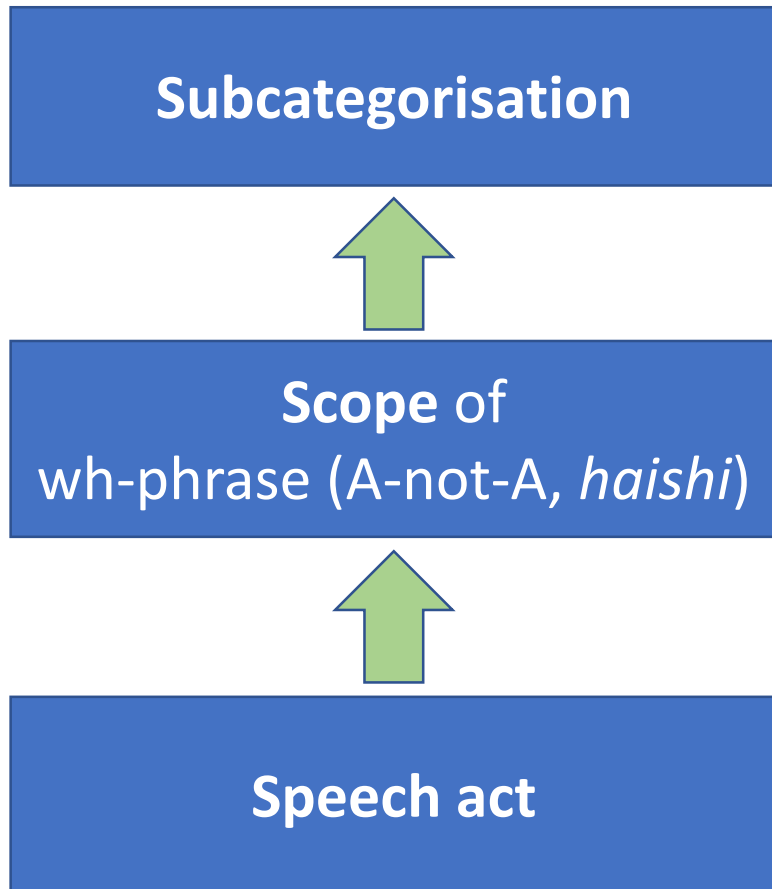 Subcategorisation
Scope of
wh-phrase (A-not-A, haishi)
Speech act